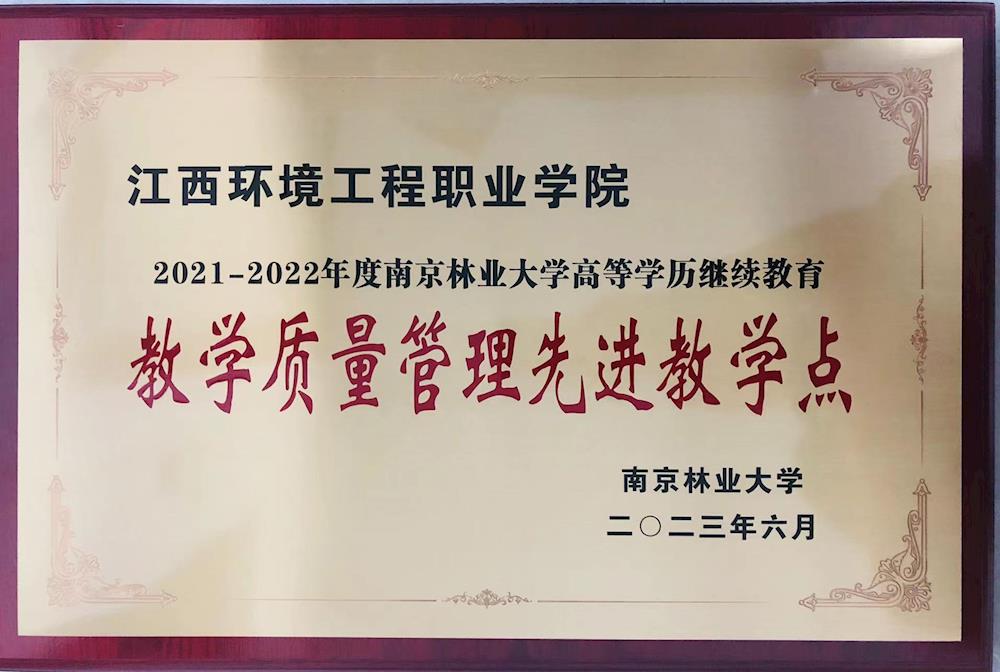 江西环境工程职业学院
2021-2022年度南京林业大学高等学历继续教育
教学质量管理先进教学点
南京林业大学
二〇二三年六月